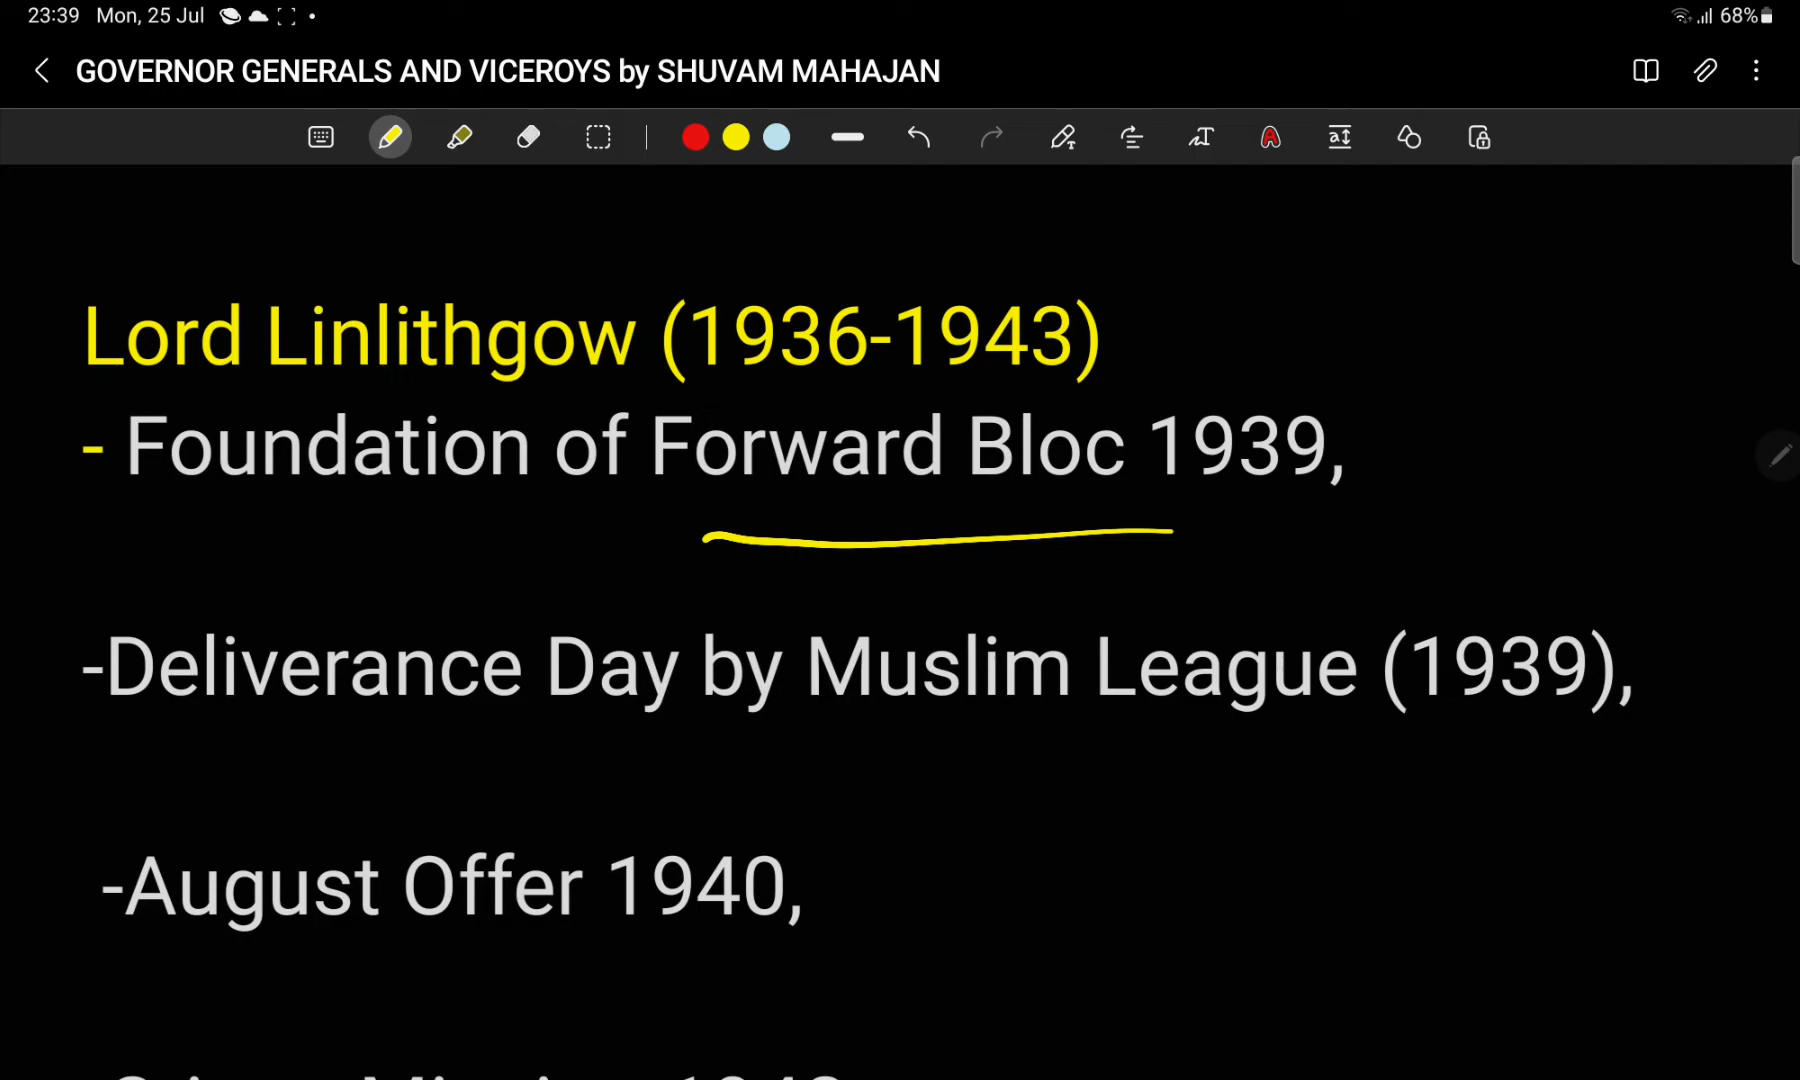 23:39 Mon, 25 Jul 68%
GOVERNOR GENERALS AND VICEROYS by SHUVAM MAHAJAN
Lord Linlithgow (1936-1943)
- Foundation of Forward Bloc 1939,
-Deliverance Day by Muslim League (1939),
-August Offer 1940,